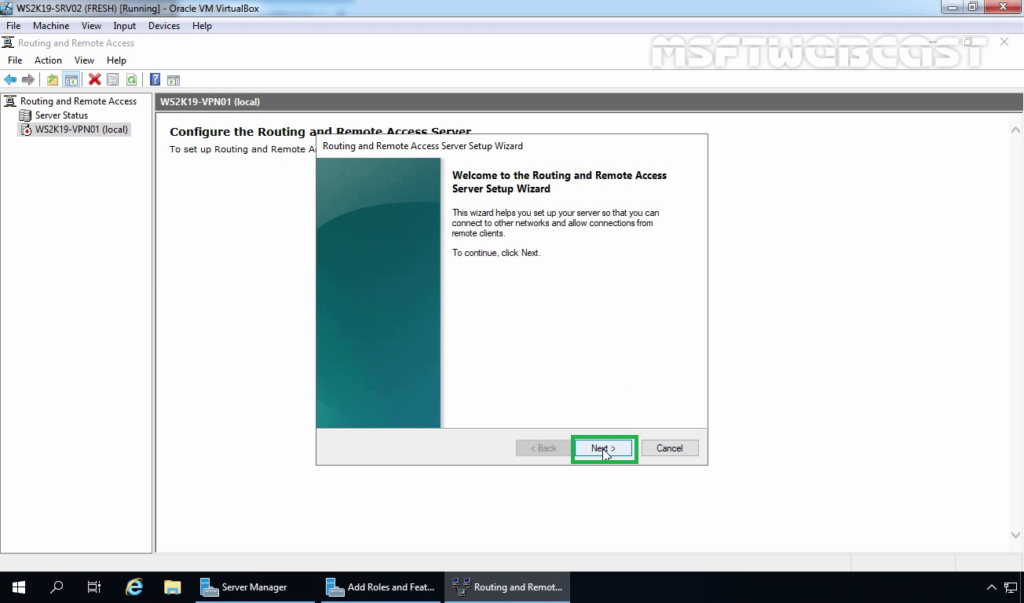 WS2K19-SRV02 (FRESH) [Running] - Oracle VM VirtualBox
File Machine View Input Devices Help
Routing and Remote Access
MSFTWEBCAST
File Action View Help
Routing and Remote Access
Server Status
WS2K19-VPN01 (local)
WS2K19-VPN01 (local)
Configure the Routing and Remote Access Server
To set up Routing and Remote A
Routing and Remote Access Server Setup Wizard
Welcome to the Routing and Remote Access
Server Setup Wizard
This wizard helps you set up your server so that you can
connect to other networks and allow connections from
remote clients.
To continue, click Next.
< Back
Next >
Cancel
Server Manager
Add Roles and Feat...
Routing and Remot...